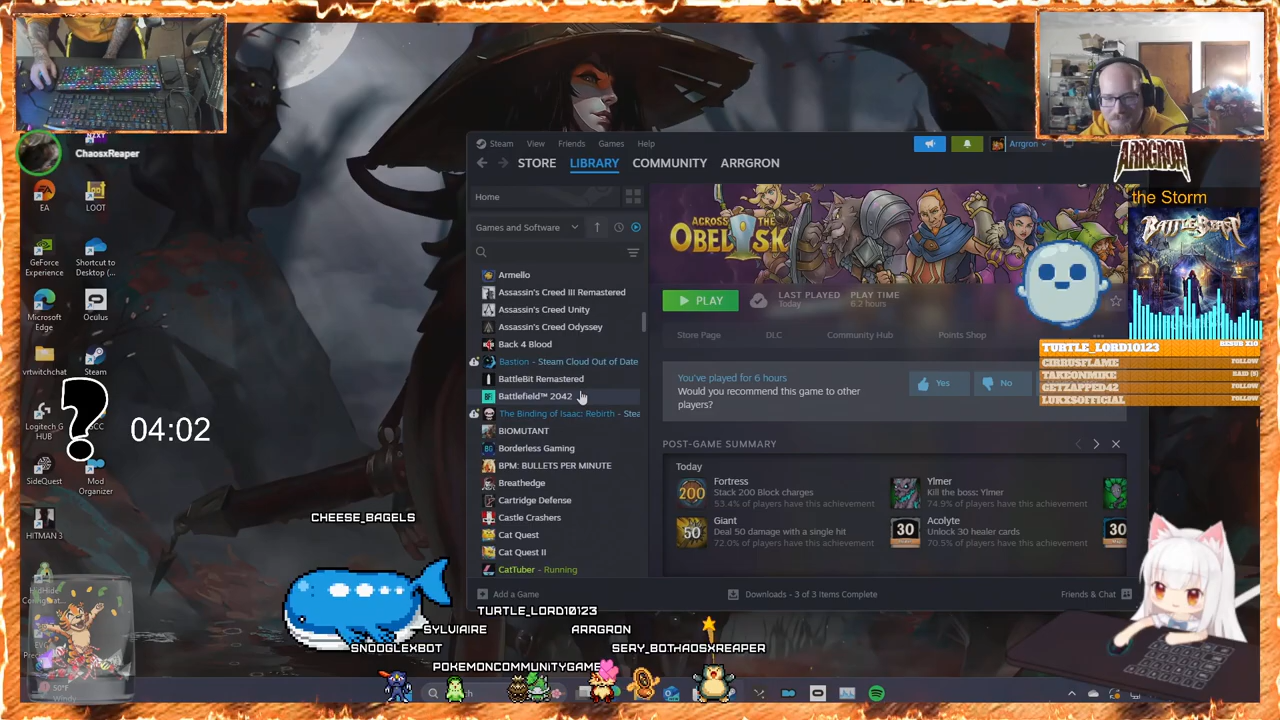 NZXT
ChaosxReaper
EA
LOOT
GeForce
Experience
Shortcut to
Desktop (...
Microsoft
Edge
Oculus
vrtwitchchat
Steam
Logitech G
HUB
SideQuest
Mod
Organizer
HITMAN 3
04:02
Steam View Friends Games Help
Arrgron
STORE LIBRARY COMMUNITY ARRGRON
Home
Games and Software
Armello
Assassin's Creed III Remastered
Assassin's Creed Unity
Assassin's Creed Odyssey
Back 4 Blood
Bastion - Steam Cloud Out of Date
BattleBit Remastered
Battlefield™ 2042
The Binding of Isaac: Rebirth - Stea
BIOMUTANT
Borderless Gaming
BPM: BULLETS PER MINUTE
Breathedge
Cartridge Defense
Castle Crashers
Cat Quest
Cat Quest II
CatTuber - Running
Add a Game
ACROSS THE
OBELISK
PLAY
LAST PLAYED
Today
PLAY TIME
6.2 hours
Store Page DLC Community Hub Points Shop
You've played for 6 hours
Would you recommend this game to other
players?
Yes
No
POST-GAME SUMMARY
Today
Fortress
Stack 200 Block charges
53.4% of players have this achievement
200
Ylmer
Kill the boss: Ylmer
74.9% of players have this achievement
Giant
Deal 50 damage with a single hit
72.0% of players have this achievement
50
Acolyte
Unlock 30 healer cards
70.5% of players have this achievement
30
30
Downloads - 3 of 3 Items Complete
Friends & Chat
ARRGRON
the Storm
BATTLE BEAST
TURTLE_LORD10123 RESUB X10
CIRRUSFLAME FOLLOW
TAKEONMIKE RAID (5)
GETZAPPED42 FOLLOW
LUKXSOFFICIAL FOLLOW
CHEESE_BAGELS
TURTLE_LORD10123
SYLVIAIRE
ARRGRON
SNOOGLEXBOT
SERY_BOT
HAOSXREAPER
POKEMONCOMMUNITYGAME
50°F
Windy